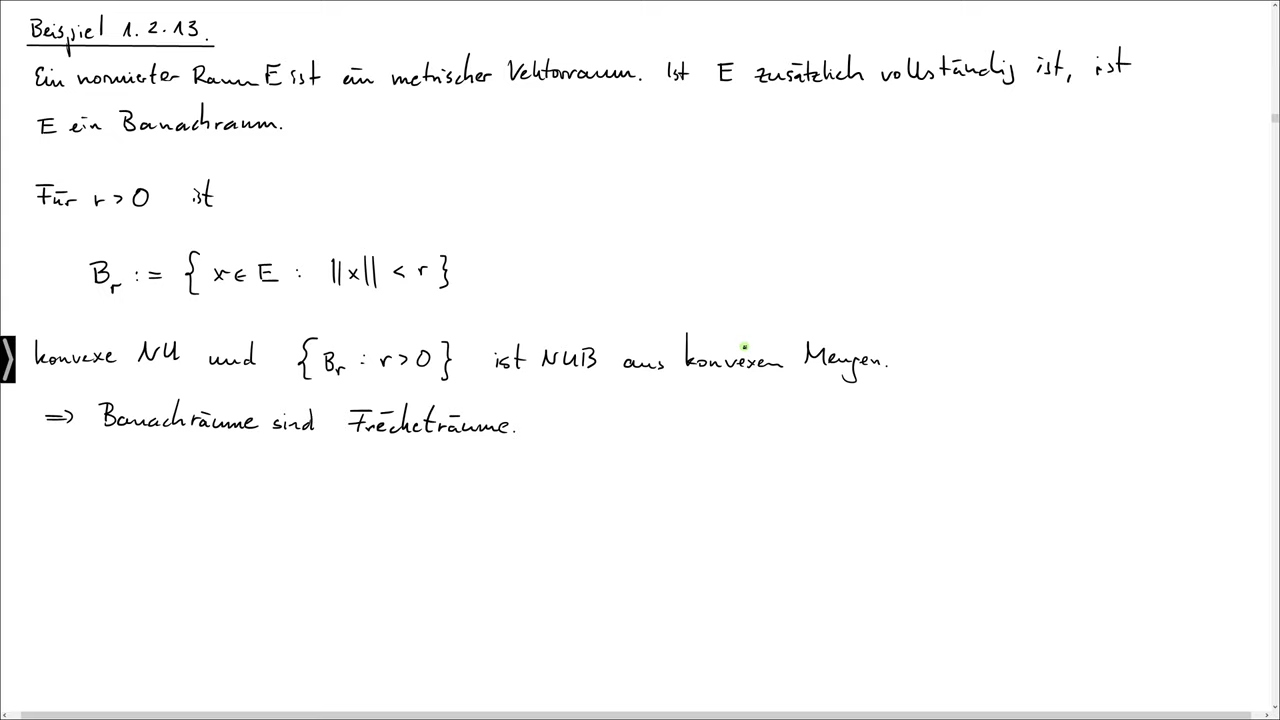 Beispiel 1.2.13.
Ein normierter Raum E ist ein metrischer Vektorraum. Ist E zusätzlich vollständig ist, ist
E ein Banachraum.
Für r > 0 ist
B_r := { x ∈ E : ||x|| < r }
konvexe NU und { B_r : r > 0 } ist NUB aus konvexen Mengen.
⇒ Banachräume sind Frécheträume.